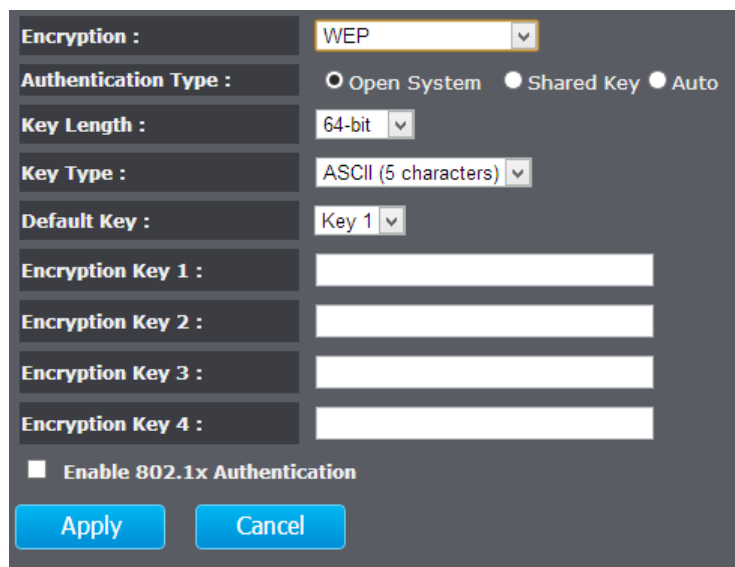 Encryption : WEP
Authentication Type : Open System Shared Key Auto
Key Length : 64-bit
Key Type : ASCII (5 characters)
Default Key : Key 1
Encryption Key 1 :
Encryption Key 2 :
Encryption Key 3 :
Encryption Key 4 :
Enable 802.1x Authentication
Apply Cancel